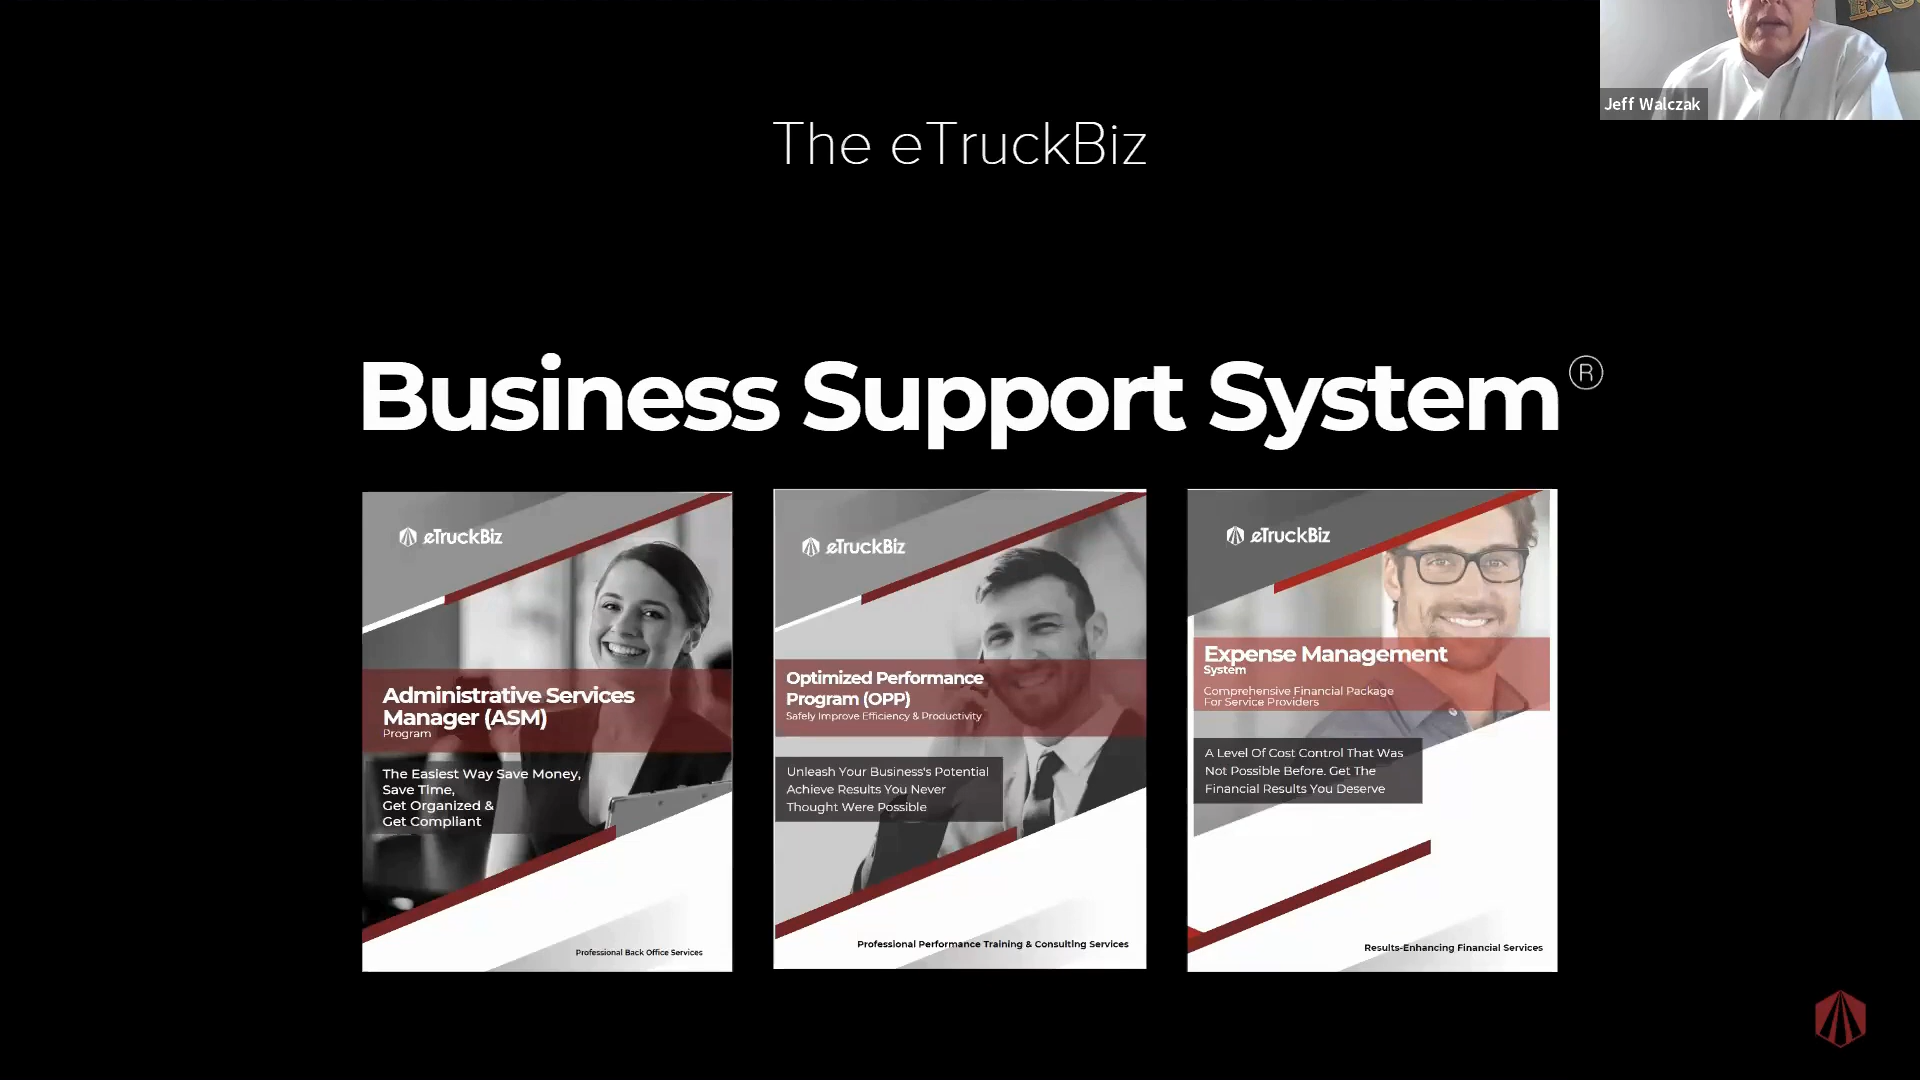 Jeff Walczak
The eTruckBiz
Business Support System®
eTruckBiz
Administrative Services
Manager (ASM)
Program
The Easiest Way Save Money,
Save Time,
Get Organized &
Get Compliant
Professional Back Office Services
eTruckBiz
Optimized Performance
Program (OPP)
Safely Improve Efficiency & Productivity
Unleash Your Business's Potential
Achieve Results You Never
Thought Were Possible
Professional Performance Training & Consulting Services
eTruckBiz
Expense Management
System
Comprehensive Financial Package
For Service Providers
A Level Of Cost Control That Was
Not Possible Before. Get The
Financial Results You Deserve
Results-Enhancing Financial Services